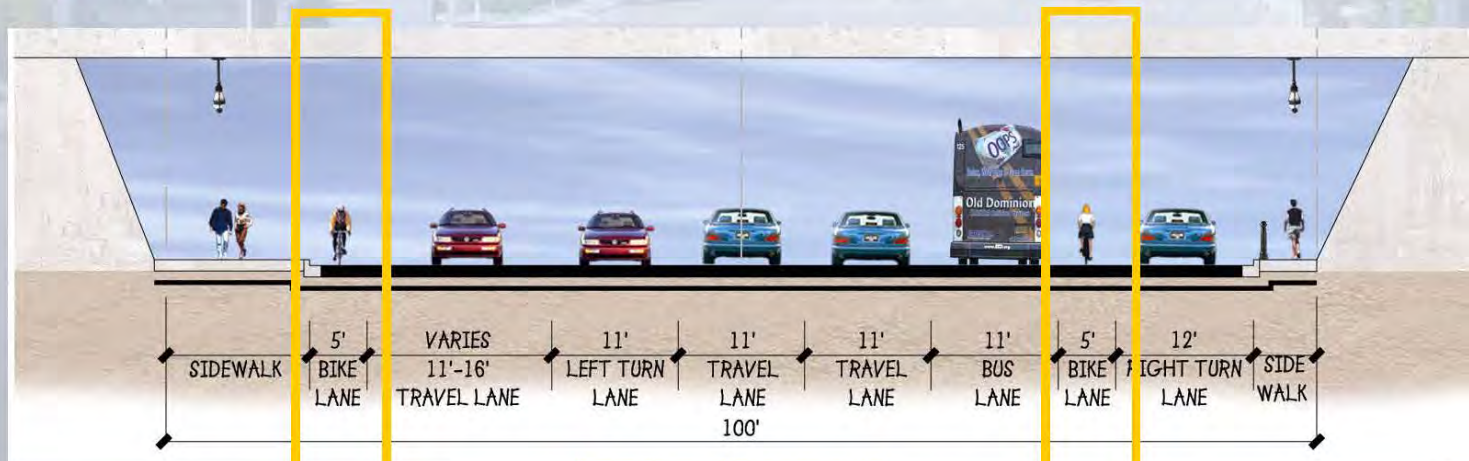 OOPS
Old Dominion
5' VARIES 11' 11' 11' 11' 5' 12'
SIDEWALK BIKE 11'-16' LEFT TURN TRAVEL TRAVEL BUS BIKE RIGHT TURN SIDE
LANE TRAVEL LANE LANE LANE LANE LANE LANE LANE WALK
100'